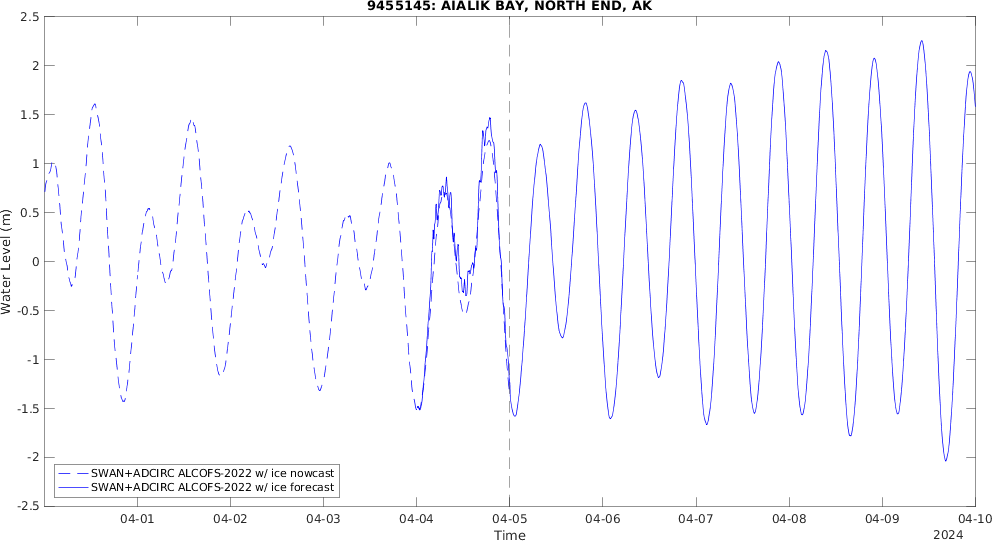 9455145: AIALIK BAY, NORTH END, AK
2.5
2
1.5
1
0.5
0
-0.5
-1
-1.5
-2
-2.5
Water Level (m)
SWAN+ADCIRC ALCOFS-2022 w/ ice nowcast
SWAN+ADCIRC ALCOFS-2022 w/ ice forecast
04-01 04-02 04-03 04-04 04-05 04-06 04-07 04-08 04-09 04-10
Time
2024